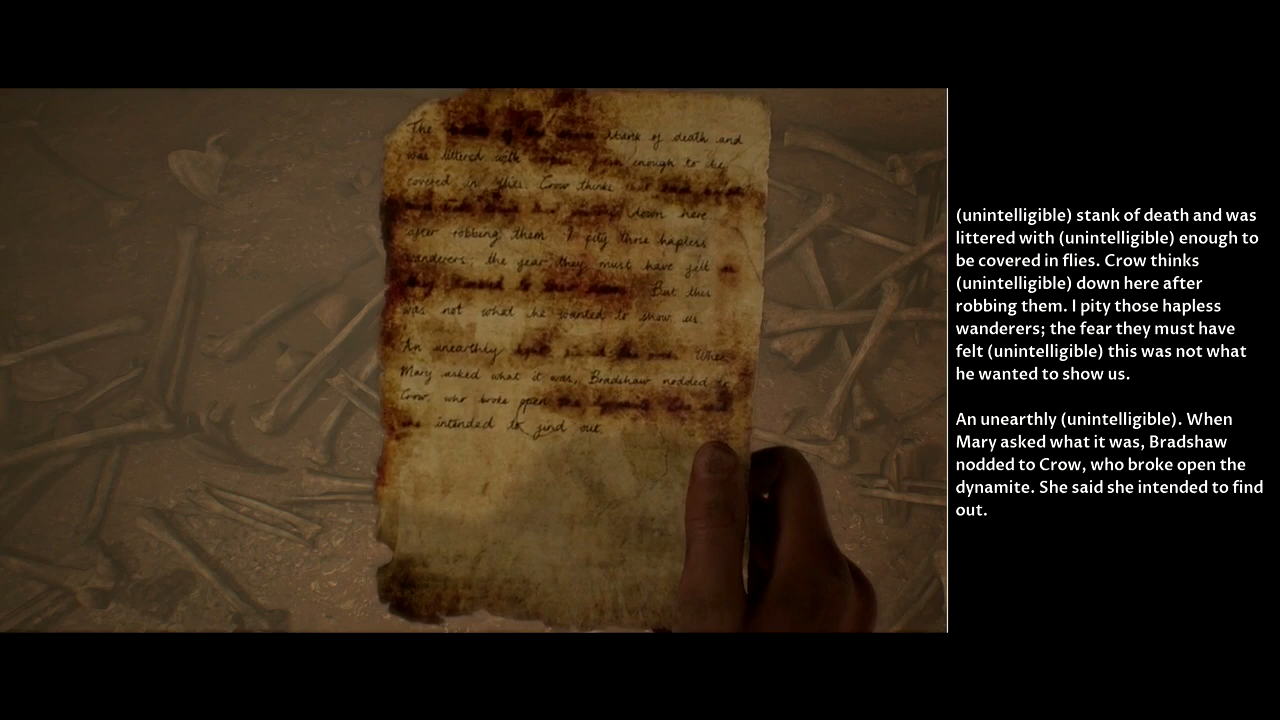 The stank of death and
was littered with enough to be
covered in flies. Crow thinks
down here
after robbing them. I pity those hapless
wanderers; the fear they must have felt
But this
was not what he wanted to show us.
An unearthly When
Mary asked what it was, Bradshaw nodded to
Crow, who broke open the dynamite. She said
she intended to find out.
(unintelligible) stank of death and was
littered with (unintelligible) enough to
be covered in flies. Crow thinks
(unintelligible) down here after
robbing them. I pity those hapless
wanderers; the fear they must have
felt (unintelligible) this was not what
he wanted to show us.
An unearthly (unintelligible). When
Mary asked what it was, Bradshaw
nodded to Crow, who broke open the
dynamite. She said she intended to find
out.